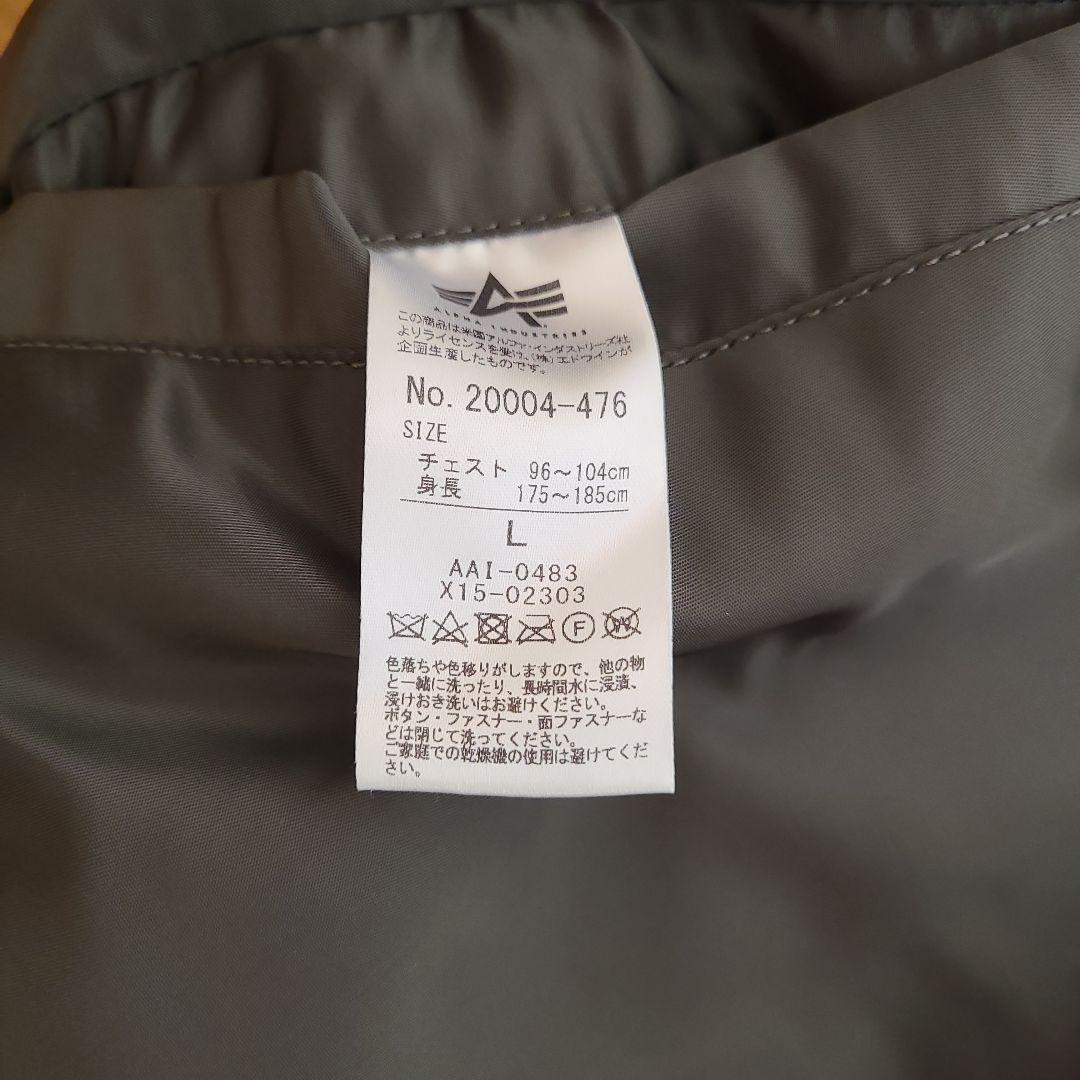 ALPHA INDUSTRIES
この商品は米国アルファ・インダストリーズ社
よりライセンスを受け、(株)エドウインが
企画生産したものです。
No. 20004-476
SIZE
チェスト 96～104cm
身長 175～185cm
L
AAI-0483
X15-02303
F W
色落ちや色移りがしますので、他の物
と一緒に洗ったり、長時間水に浸漬、
浸けおき洗いはお避けください。
ボタン・ファスナー・面ファスナーな
どは閉じて洗ってください。
ご家庭での乾燥機の使用は避けてくだ
さい。